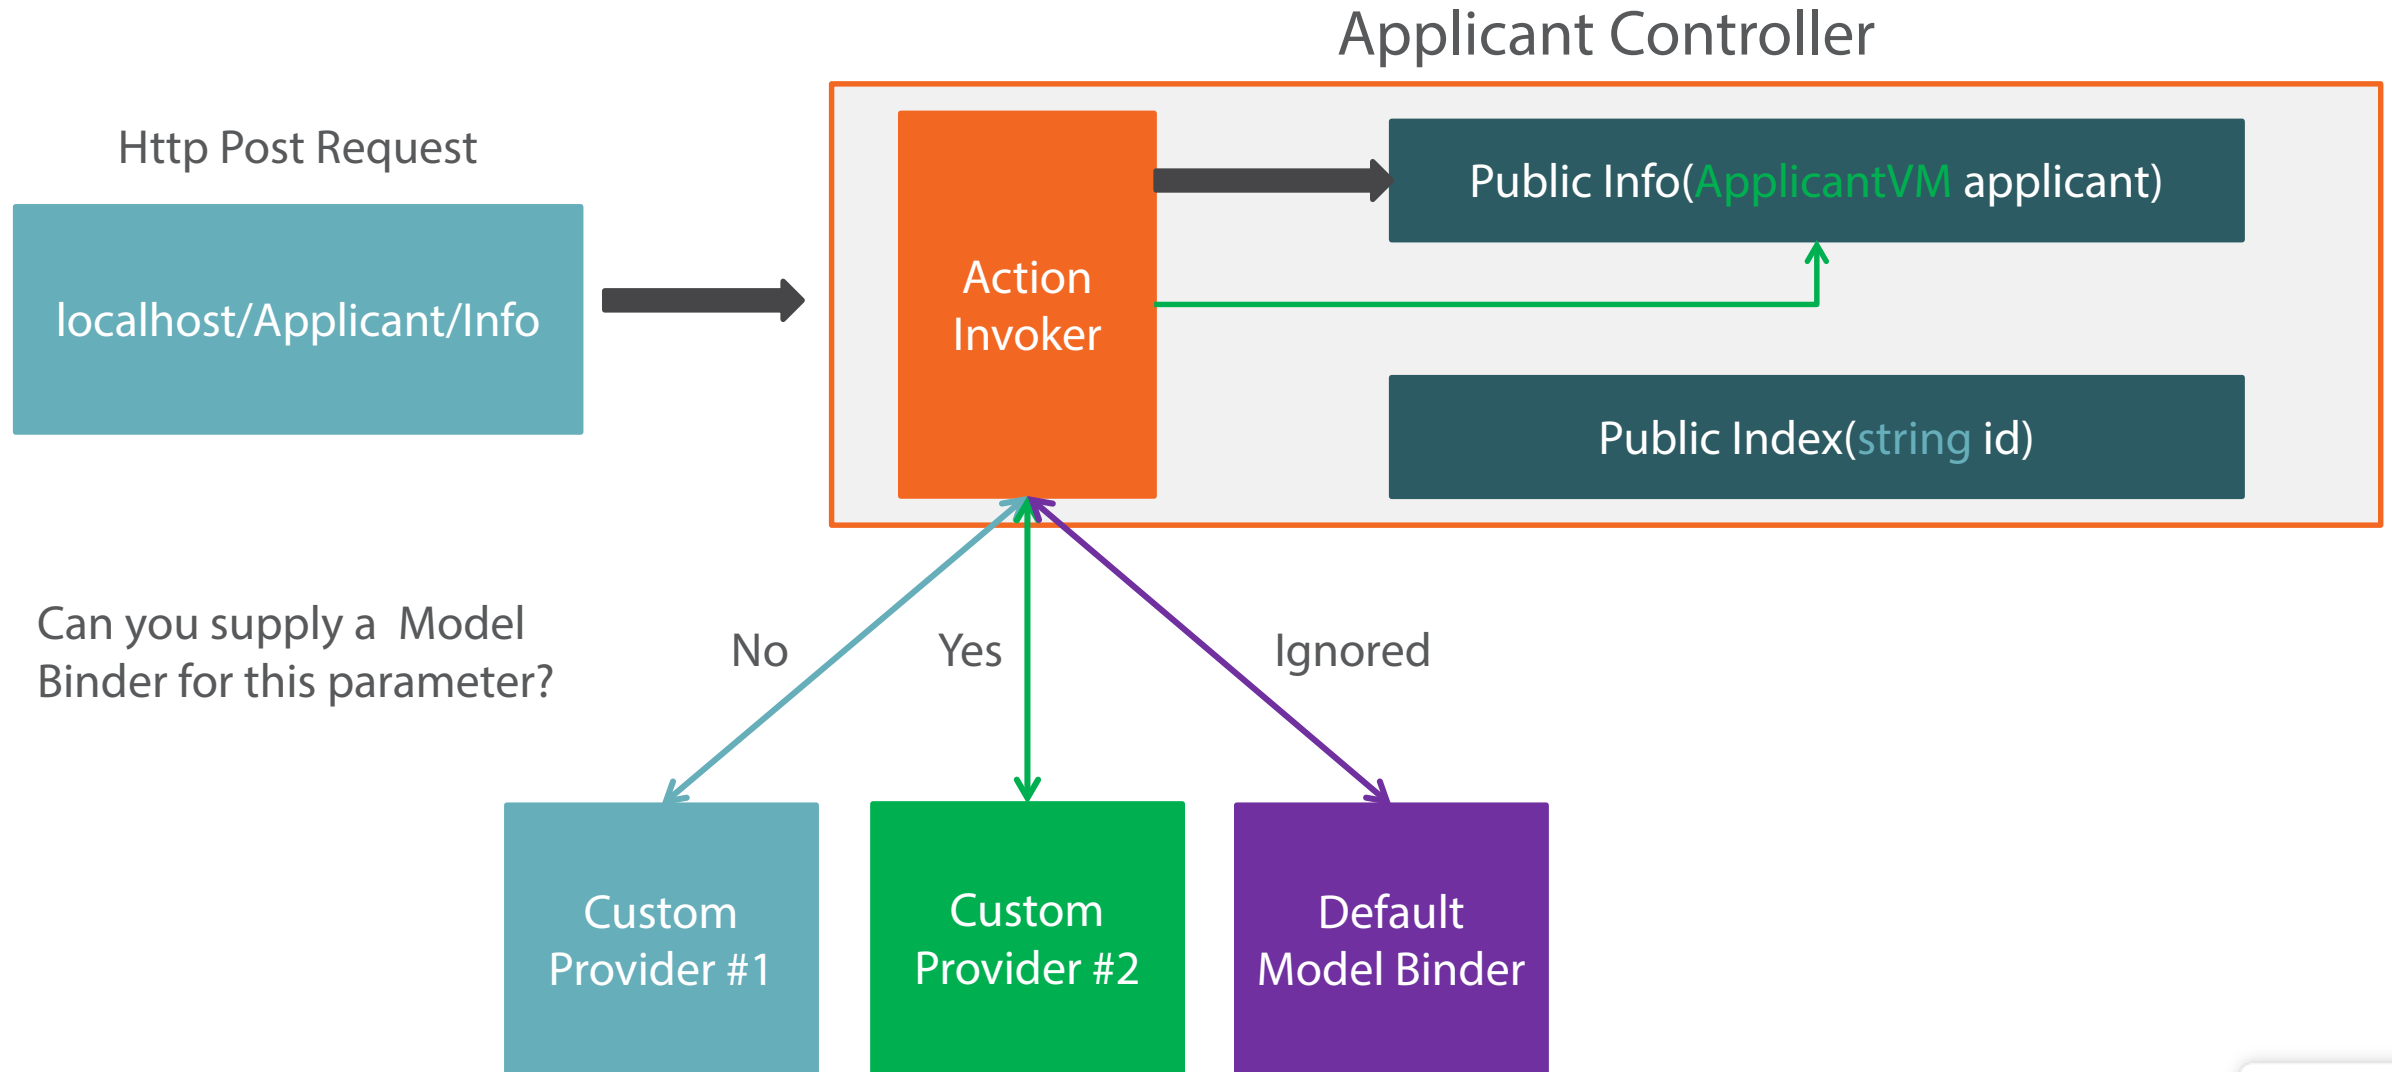 Applicant Controller
Http Post Request
localhost/Applicant/Info
Action
Invoker
Public Info(ApplicantVM applicant)
Public Index(string id)
Can you supply a  Model
Binder for this parameter?
No
Yes
Ignored
Custom
Provider #1
Custom
Provider #2
Default
Model Binder